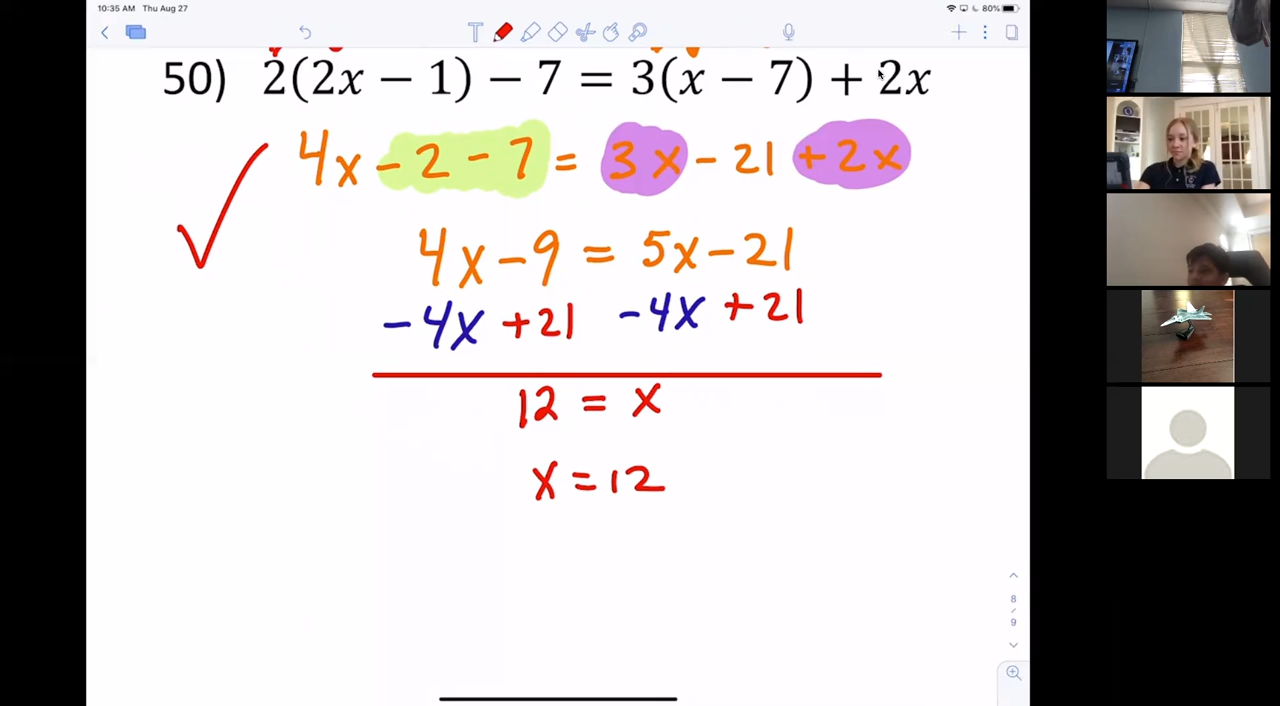 10:35 AM Thu Aug 27
80%
50) 2(2x − 1) − 7 = 3(x − 7) + 2x
4x − 2 − 7 = 3x − 21 + 2x
4x − 9 = 5x − 21
−4x +21 −4x +21
12 = x
x = 12
8
/
9